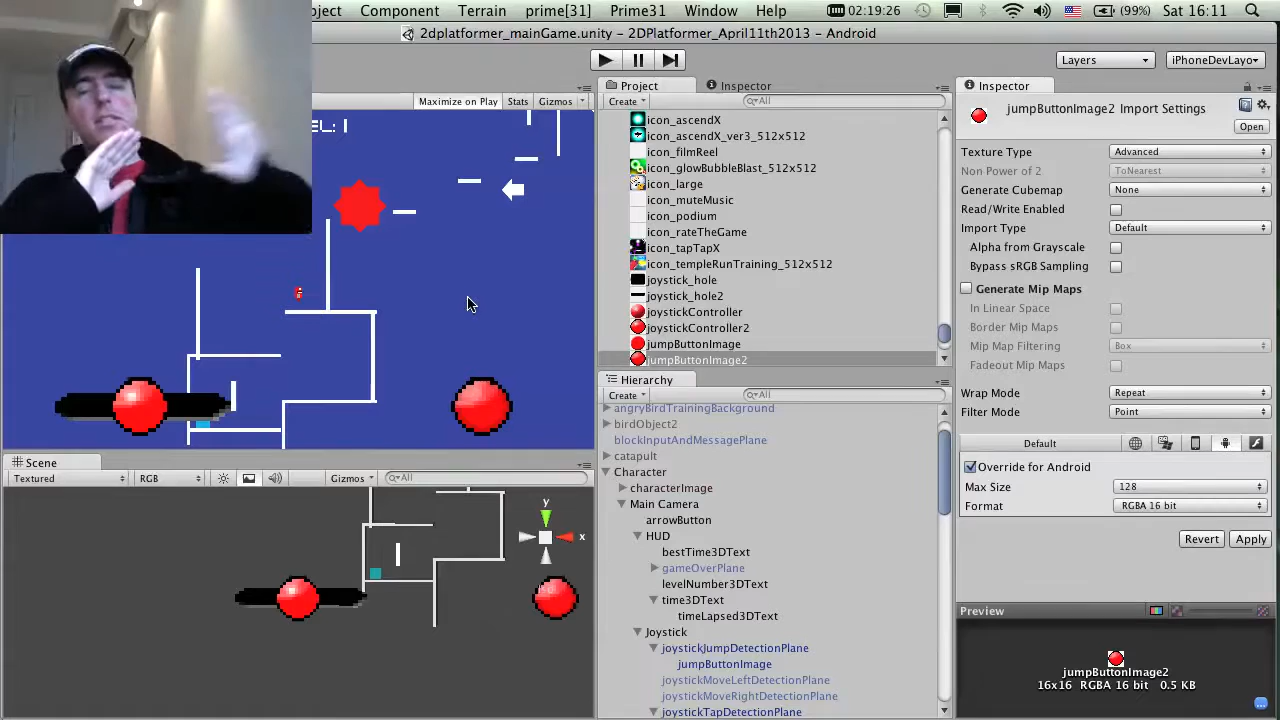 oject Component Terrain prime[31] Prime31 Window Help 02:19:26 (99%) Sat 16:11
2dplatformer_mainGame.unity - 2DPlatformer_April11th2013 - Android
Layers iPhoneDevLayo
Maximize on Play Stats Gizmos
EL: 1
Project Inspector
Create All
icon_ascendX
icon_ascendX_ver3_512x512
icon_filmReel
icon_glowBubbleBlast_512x512
icon_large
icon_muteMusic
icon_podium
icon_rateTheGame
icon_tapTapX
icon_templeRunTraining_512x512
joystick_hole
joystick_hole2
joystickController
joystickController2
jumpButtonImage
jumpButtonImage2
Hierarchy
Create All
angryBirdTrainingBackground
birdObject2
blockInputAndMessagePlane
catapult
Character
characterImage
Main Camera
arrowButton
HUD
bestTime3DText
gameOverPlane
levelNumber3DText
time3DText
timeLapsed3DText
Joystick
joystickJumpDetectionPlane
jumpButtonImage
joystickMoveLeftDetectionPlane
joystickMoveRightDetectionPlane
joystickTapDetectionPlane
Scene
Textured RGB Gizmos All
y
x
Inspector
jumpButtonImage2 Import Settings
Open
Texture Type Advanced
Non Power of 2 ToNearest
Generate Cubemap None
Read/Write Enabled
Import Type Default
Alpha from Grayscale
Bypass sRGB Sampling
Generate Mip Maps
In Linear Space
Border Mip Maps
Mip Map Filtering Box
Fadeout Mip Maps
Wrap Mode Repeat
Filter Mode Point
Default
Override for Android
Max Size 128
Format RGBA 16 bit
Revert Apply
Preview
jumpButtonImage2
16x16 RGBA 16 bit 0.5 KB